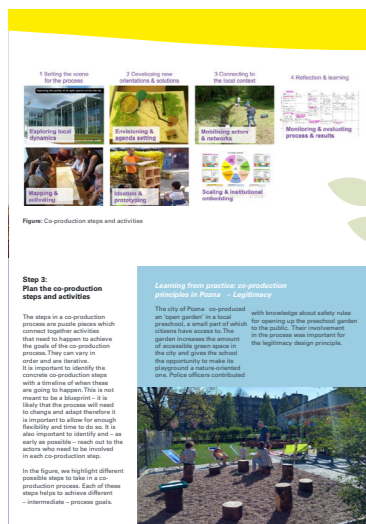 1 Setting the scene
for the process
2 Developing new
orientations & solutions
3 Connecting to
the local context
4 Reflection & learning
Exploring local
dynamics
Envisioning &
agenda setting
Mobilising actors
& networks
Monitoring & evaluating
process & results
Mapping &
activating
Ideation &
prototyping
Scaling & institutional
embedding
Figure: Co-production steps and activities
Step 3:
Plan the co-production
steps and activities
The steps in a co-production
process are puzzle pieces which
connect together activities
that need to happen to achieve
the goals of the co-production
process. They can vary in
order and are iterative.
It is important to identify the
concrete co-production steps
with a timeline of when these
are going to happen. This is not
meant to be a blueprint – it is
likely that the process will need
to change and adapt therefore it
is important to allow for enough
flexibility and time to do so. It is
also important to identify and – as
early as possible – reach out to the
actors who need to be involved
in each co-production step.
In the figure, we highlight different
possible steps to take in a co-
production process. Each of these
steps helps to achieve different
– intermediate – process goals.
Learning from practice: co-production
principles in Pozna – Legitimacy
The city of Pozna co-produced
an 'open garden' in a local
preschool, a small part of which
citizens have access to. The
garden increases the amount
of accessible green space in
the city and gives the school
the opportunity to make its
playground a nature-oriented
one. Police officers contributed
with knowledge about safety rules
for opening up the preschool garden
to the public. Their involvement
in the process was important for
the legitimacy design principle.